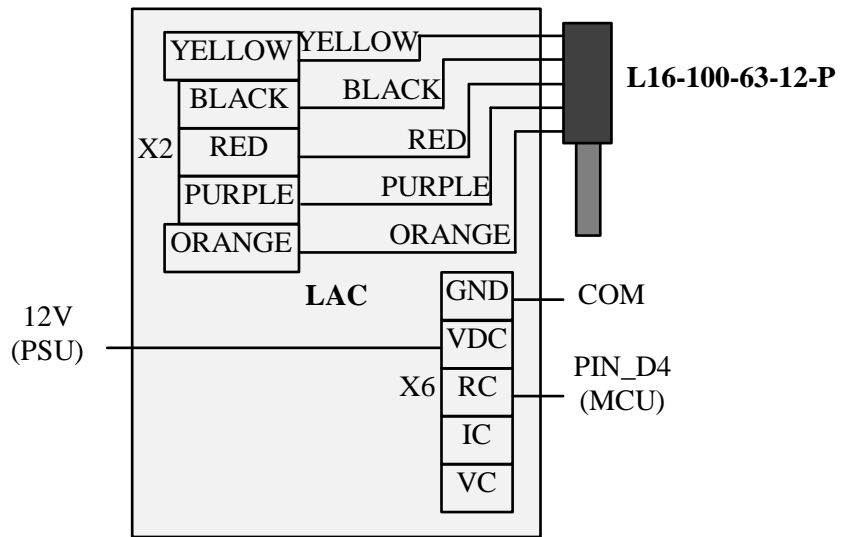 YELLOW YELLOW
L16-100-63-12-P
BLACK BLACK
X2 RED RED
PURPLE PURPLE
ORANGE ORANGE
LAC GND COM
12V
(PSU)
VDC
X6 RC PIN_D4
(MCU)
IC
VC